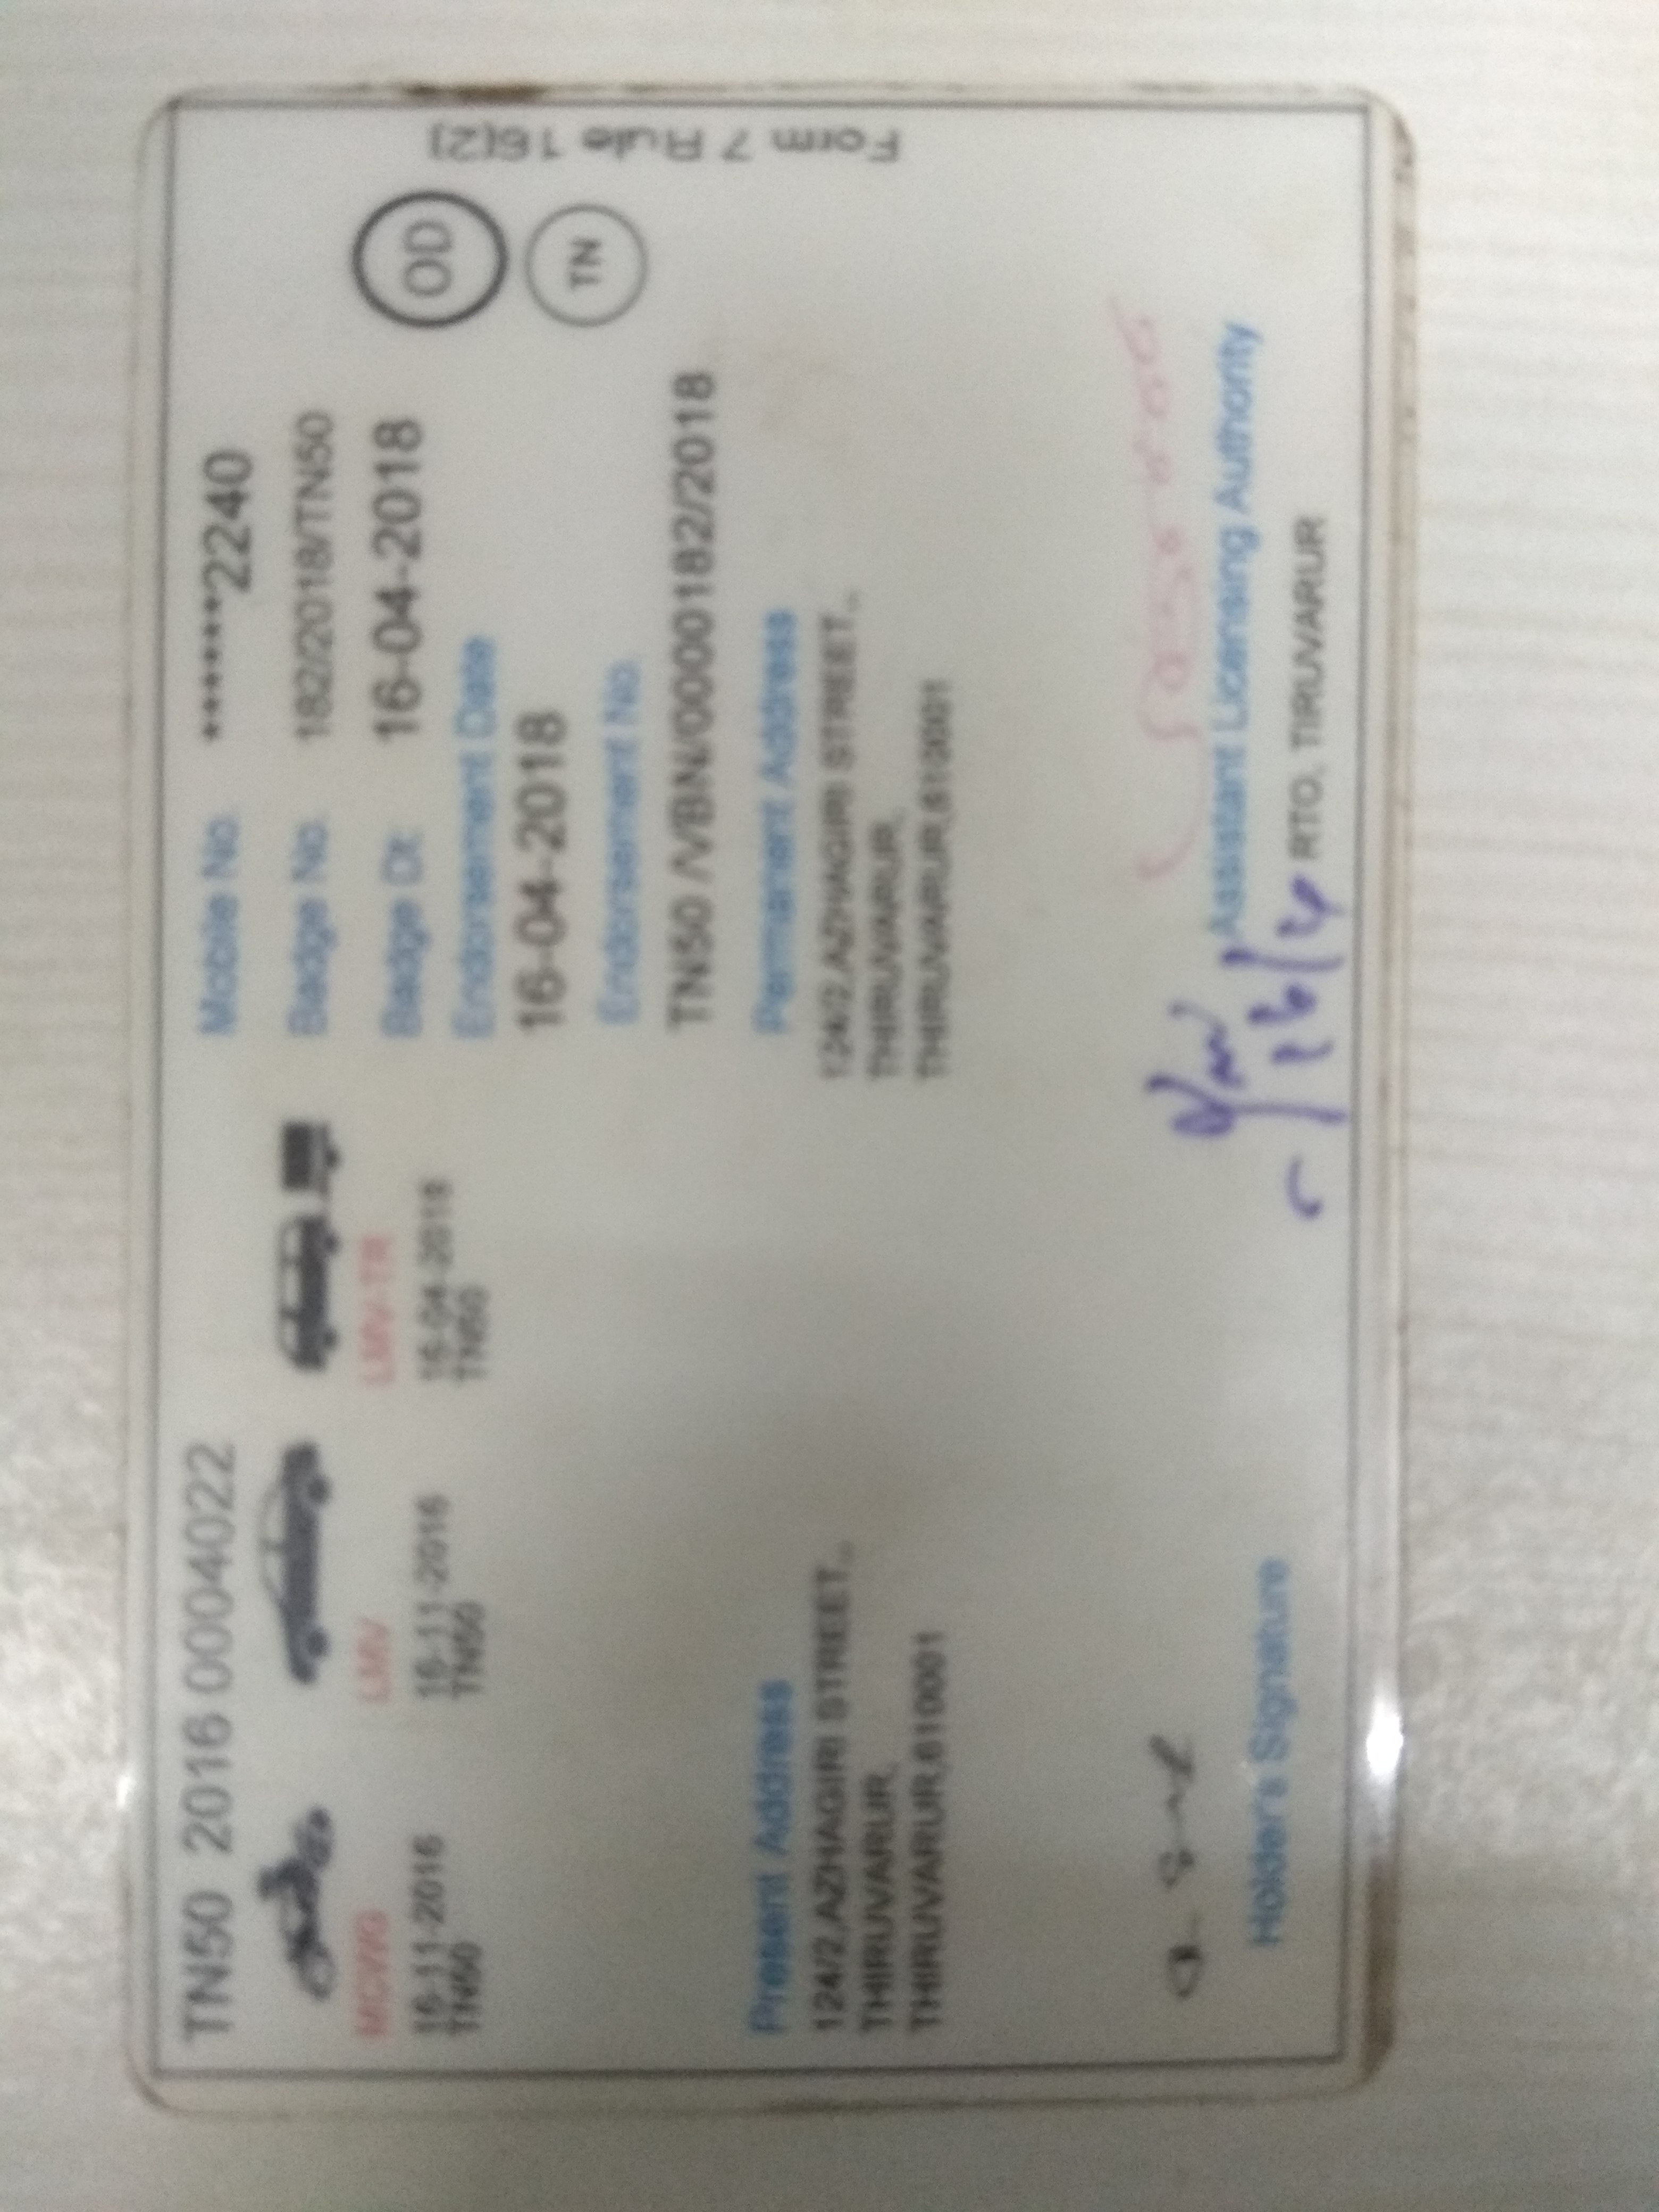 TN50 2016 0004022
MCWG
16-11-2016
TN50
LMV
16-11-2016
TN50
LMV-TR
16-04-2018
TN50
Mobile No. *******2240
Badge No. 182/2018/TN50
Badge Dt. 16-04-2018
Endorsement Date
16-04-2018
Endorsement No.
TN50 /VBN/0000182/2018
OD
TN
Form 7 Rule 16(2)
Present Address
124/2,AZHAGIRI STREET,,
THIRUVARUR,
THIRUVARUR,610001
Permanent Address
124/2,AZHAGIRI STREET,,
THIRUVARUR,
THIRUVARUR,610001
Holder's Signature
Assistant Licensing Authority
RTO, TIRUVARUR